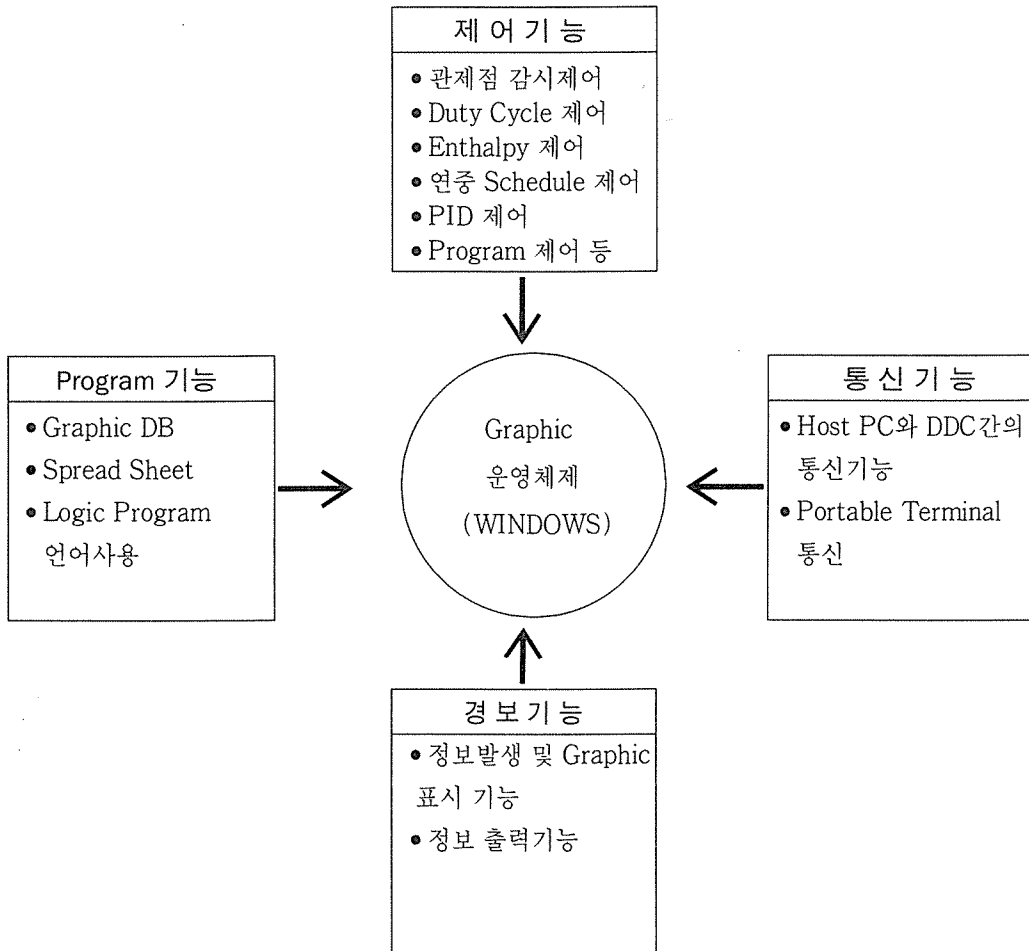 제 어 기 능
• 관제점 감시제어
• Duty Cycle 제어
• Enthalpy 제어
• 연중 Schedule 제어
• PID 제어
• Program 제어 등
Program 기능
• Graphic DB
• Spread Sheet
• Logic Program
언어사용
Graphic
운영체제
(WINDOWS)
통 신 기 능
• Host PC와 DDC간의
통신기능
• Portable Terminal
통신
경 보 기 능
• 정보발생 및 Graphic
표시 기능
• 정보 출력기능